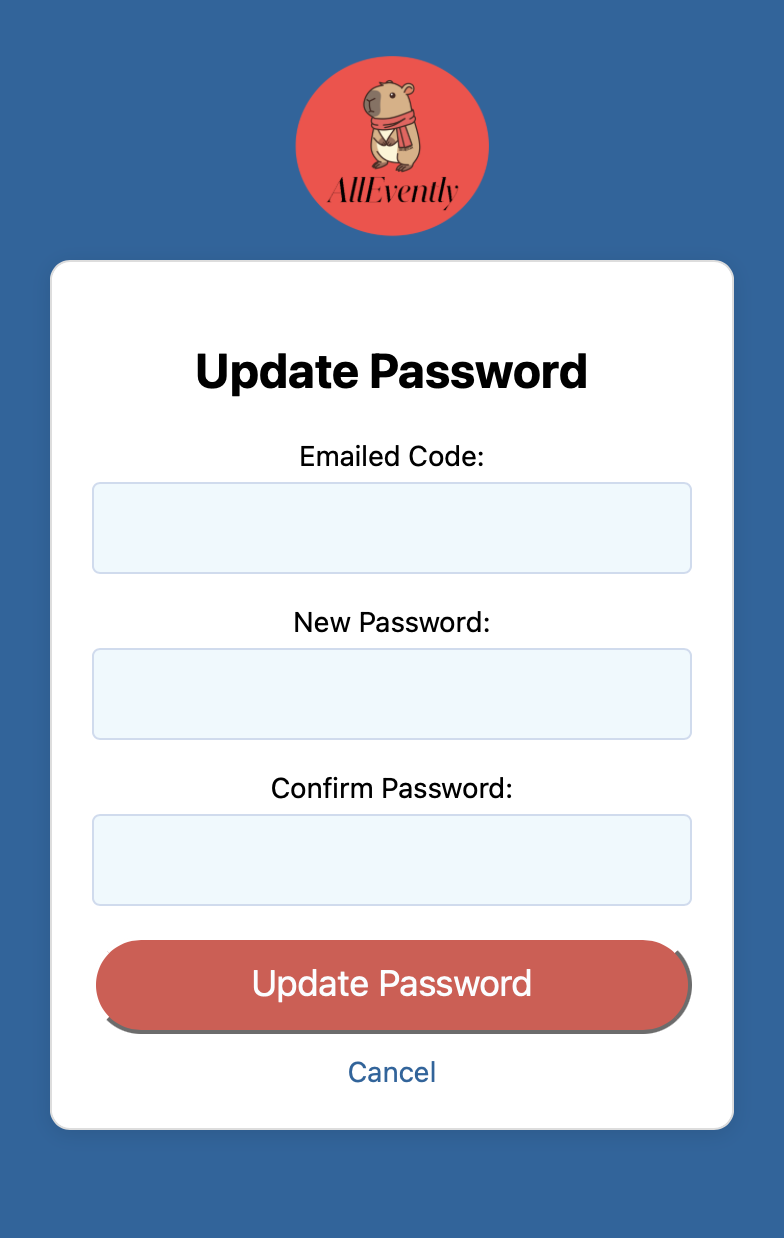 AllEvently
Update Password
Emailed Code:
New Password:
Confirm Password:
Update Password
Cancel